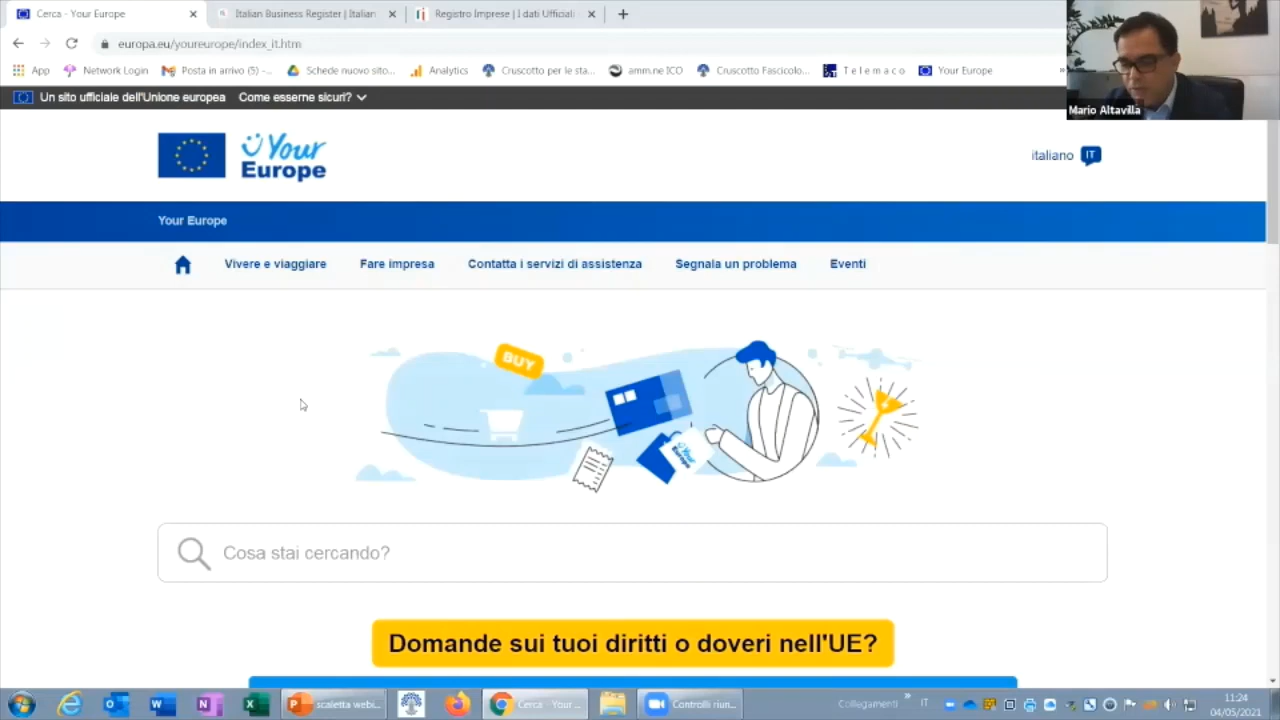 Cerca - Your Europe
Italian Business Register | Italian
Registro Imprese | I dati Ufficiali
europa.eu/youreurope/index_it.htm
App
Network Login
Posta in arrivo (5) -...
Schede nuovo sito...
Analytics
Cruscotto per le sta...
amm.ne ICO
Cruscotto Fascicolo...
T e l e m a c o
Your Europe
Mario Altavilla
Un sito ufficiale dell'Unione europea
Come esserne sicuri?
Your
Europe
italiano IT
Your Europe
Vivere e viaggiare
Fare impresa
Contatta i servizi di assistenza
Segnala un problema
Eventi
BUY
Your
Europe
Cosa stai cercando?
Domande sui tuoi diritti o doveri nell'UE?
scaletta webi...
Cerca - Your ...
Controlli riun...
Collegamenti
IT
11:24
04/05/2021